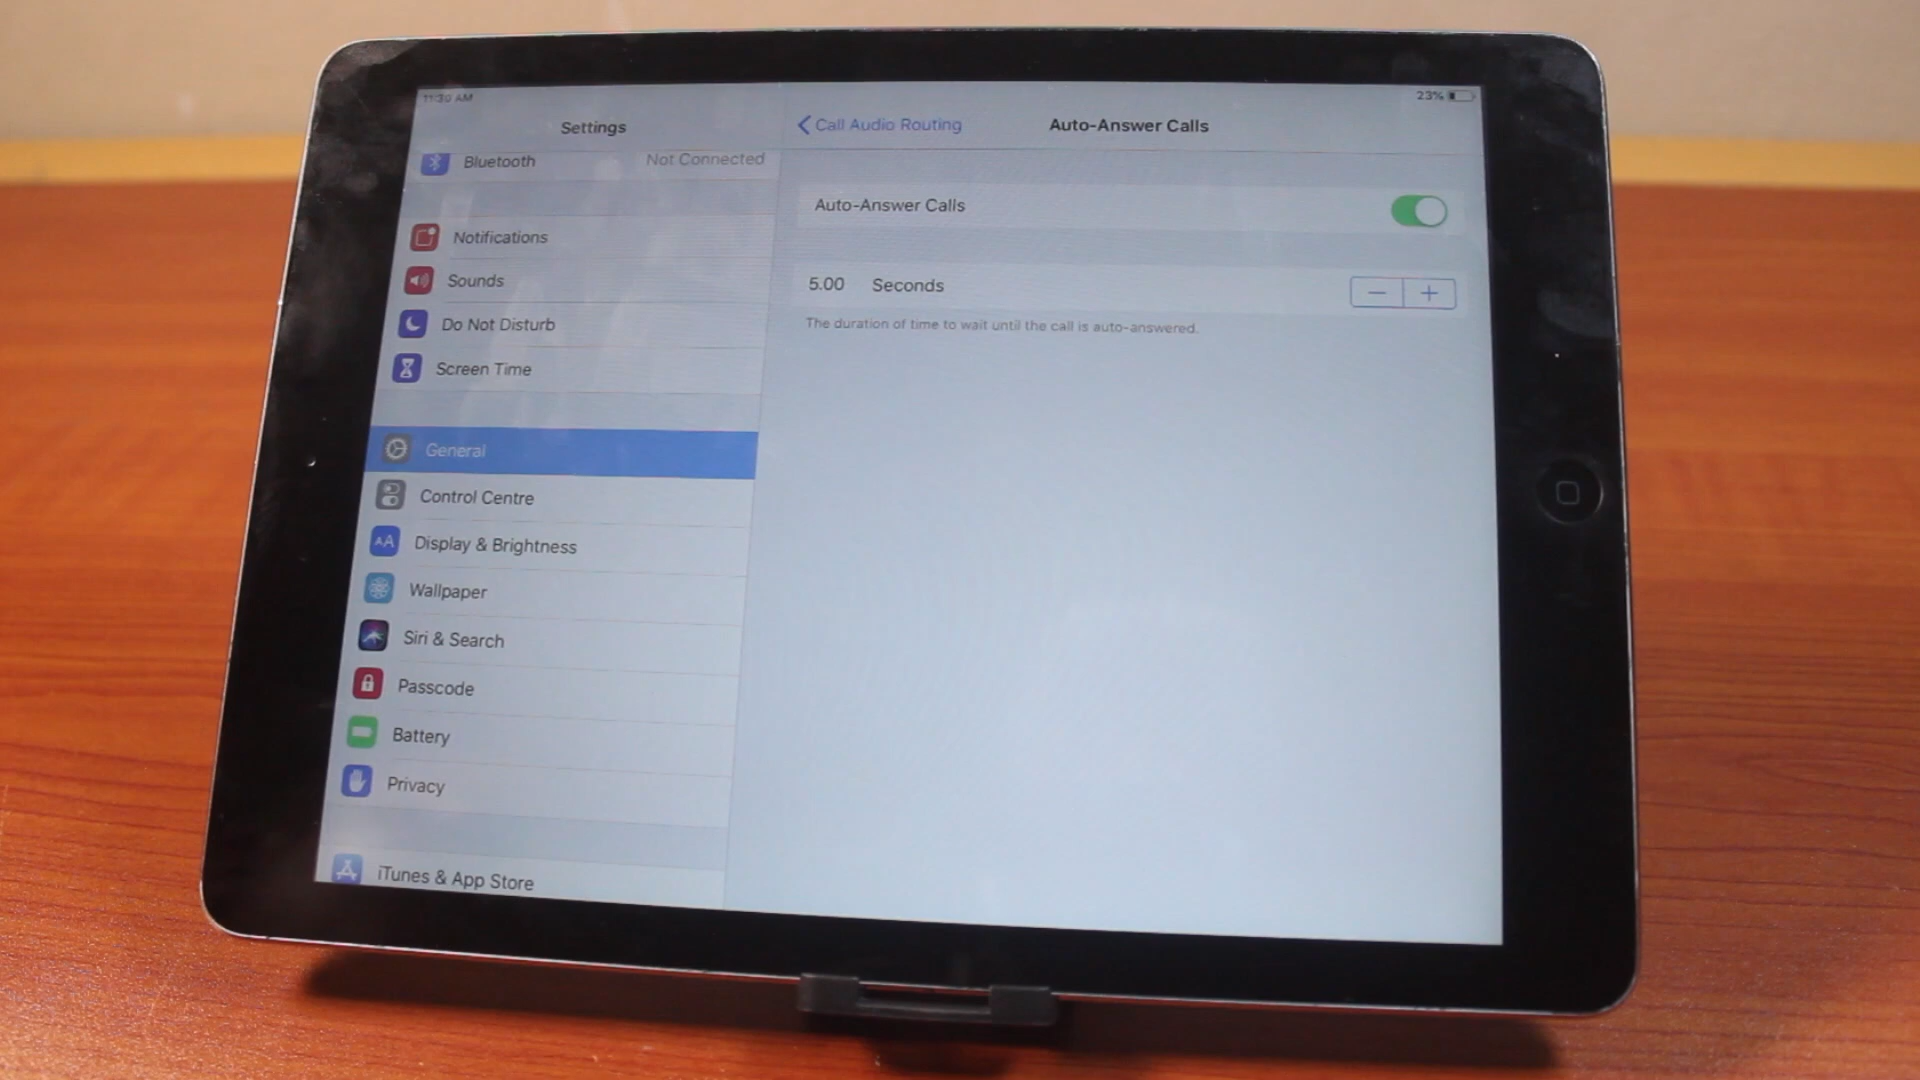 11:30 AM
23%
Settings
Call Audio Routing
Auto-Answer Calls
Bluetooth
Not Connected
Notifications
Sounds
Do Not Disturb
Screen Time
General
Control Centre
AA Display & Brightness
Wallpaper
Siri & Search
Passcode
Battery
Privacy
iTunes & App Store
Auto-Answer Calls
5.00 Seconds
− +
The duration of time to wait until the call is auto-answered.